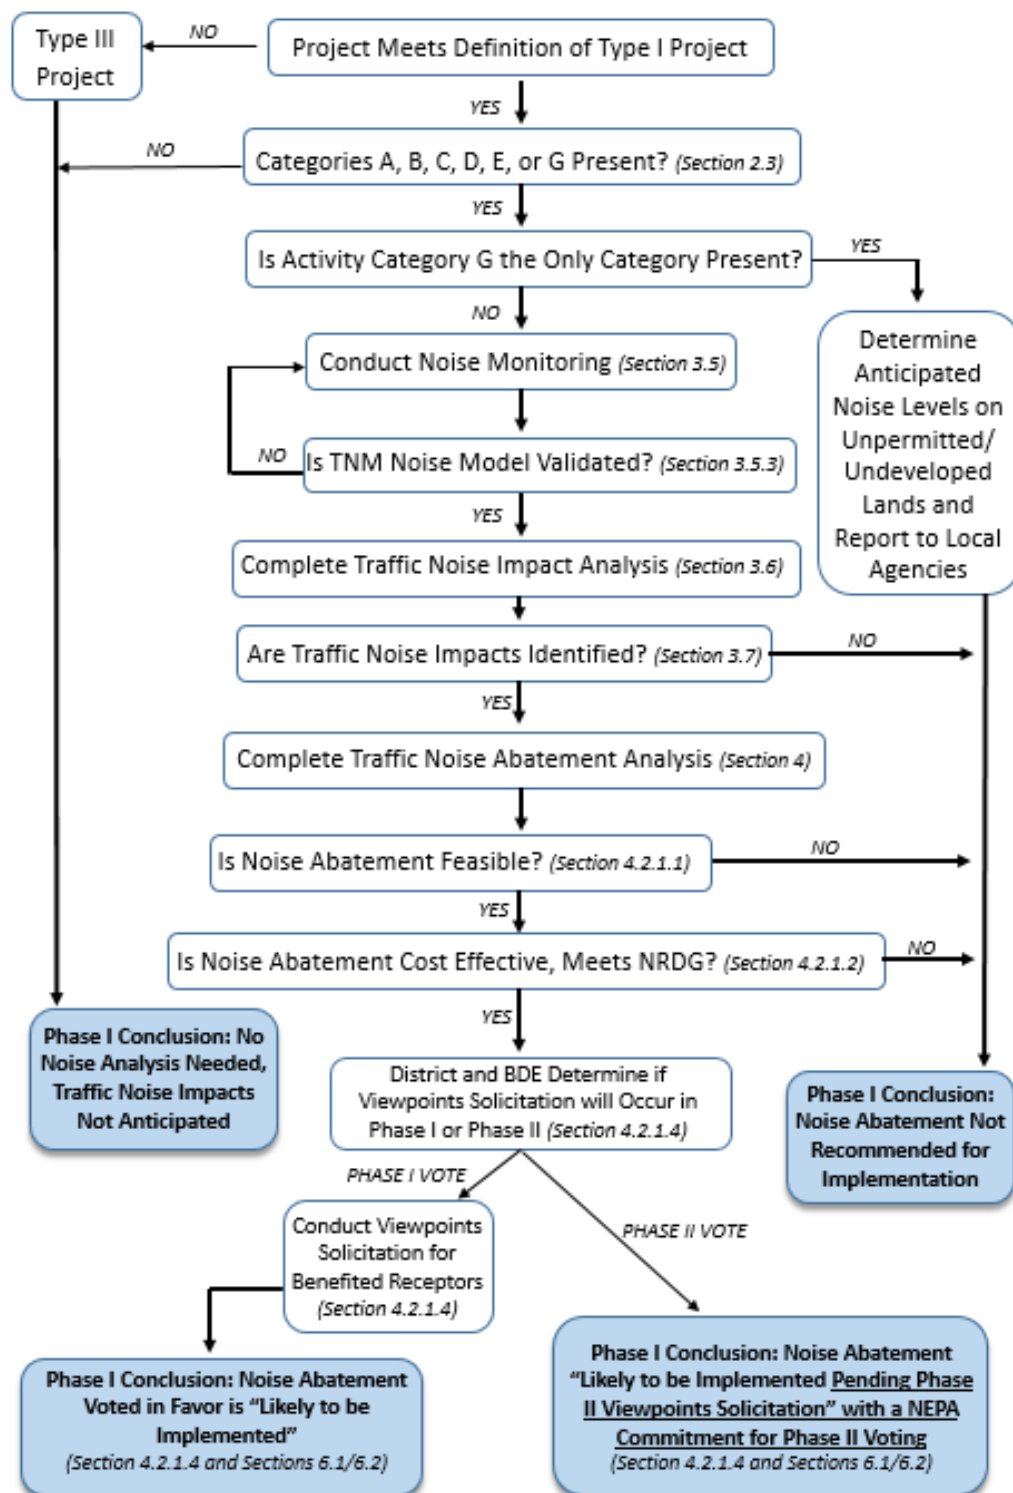 Type III
Project
NO
Project Meets Definition of Type I Project
YES
NO
Categories A, B, C, D, E, or G Present? (Section 2.3)
YES
Is Activity Category G the Only Category Present?
YES
NO
Determine
Anticipated
Noise Levels on
Unpermitted/
Undeveloped
Lands and
Report to Local
Agencies
Conduct Noise Monitoring (Section 3.5)
NO
Is TNM Noise Model Validated? (Section 3.5.3)
YES
Complete Traffic Noise Impact Analysis (Section 3.6)
Are Traffic Noise Impacts Identified? (Section 3.7)
NO
YES
Complete Traffic Noise Abatement Analysis (Section 4)
Is Noise Abatement Feasible? (Section 4.2.1.1)
NO
YES
Is Noise Abatement Cost Effective, Meets NRDG? (Section 4.2.1.2)
NO
YES
Phase I Conclusion: No
Noise Analysis Needed,
Traffic Noise Impacts
Not Anticipated
District and BDE Determine if
Viewpoints Solicitation will Occur in
Phase I or Phase II (Section 4.2.1.4)
Phase I Conclusion:
Noise Abatement Not
Recommended for
Implementation
PHASE I VOTE
PHASE II VOTE
Conduct Viewpoints
Solicitation for
Benefited Receptors
(Section 4.2.1.4)
Phase I Conclusion: Noise Abatement
Voted in Favor is “Likely to be
Implemented”
(Section 4.2.1.4 and Sections 6.1/6.2)
Phase I Conclusion: Noise Abatement
“Likely to be Implemented Pending Phase
II Viewpoints Solicitation” with a NEPA
Commitment for Phase II Voting
(Section 4.2.1.4 and Sections 6.1/6.2)